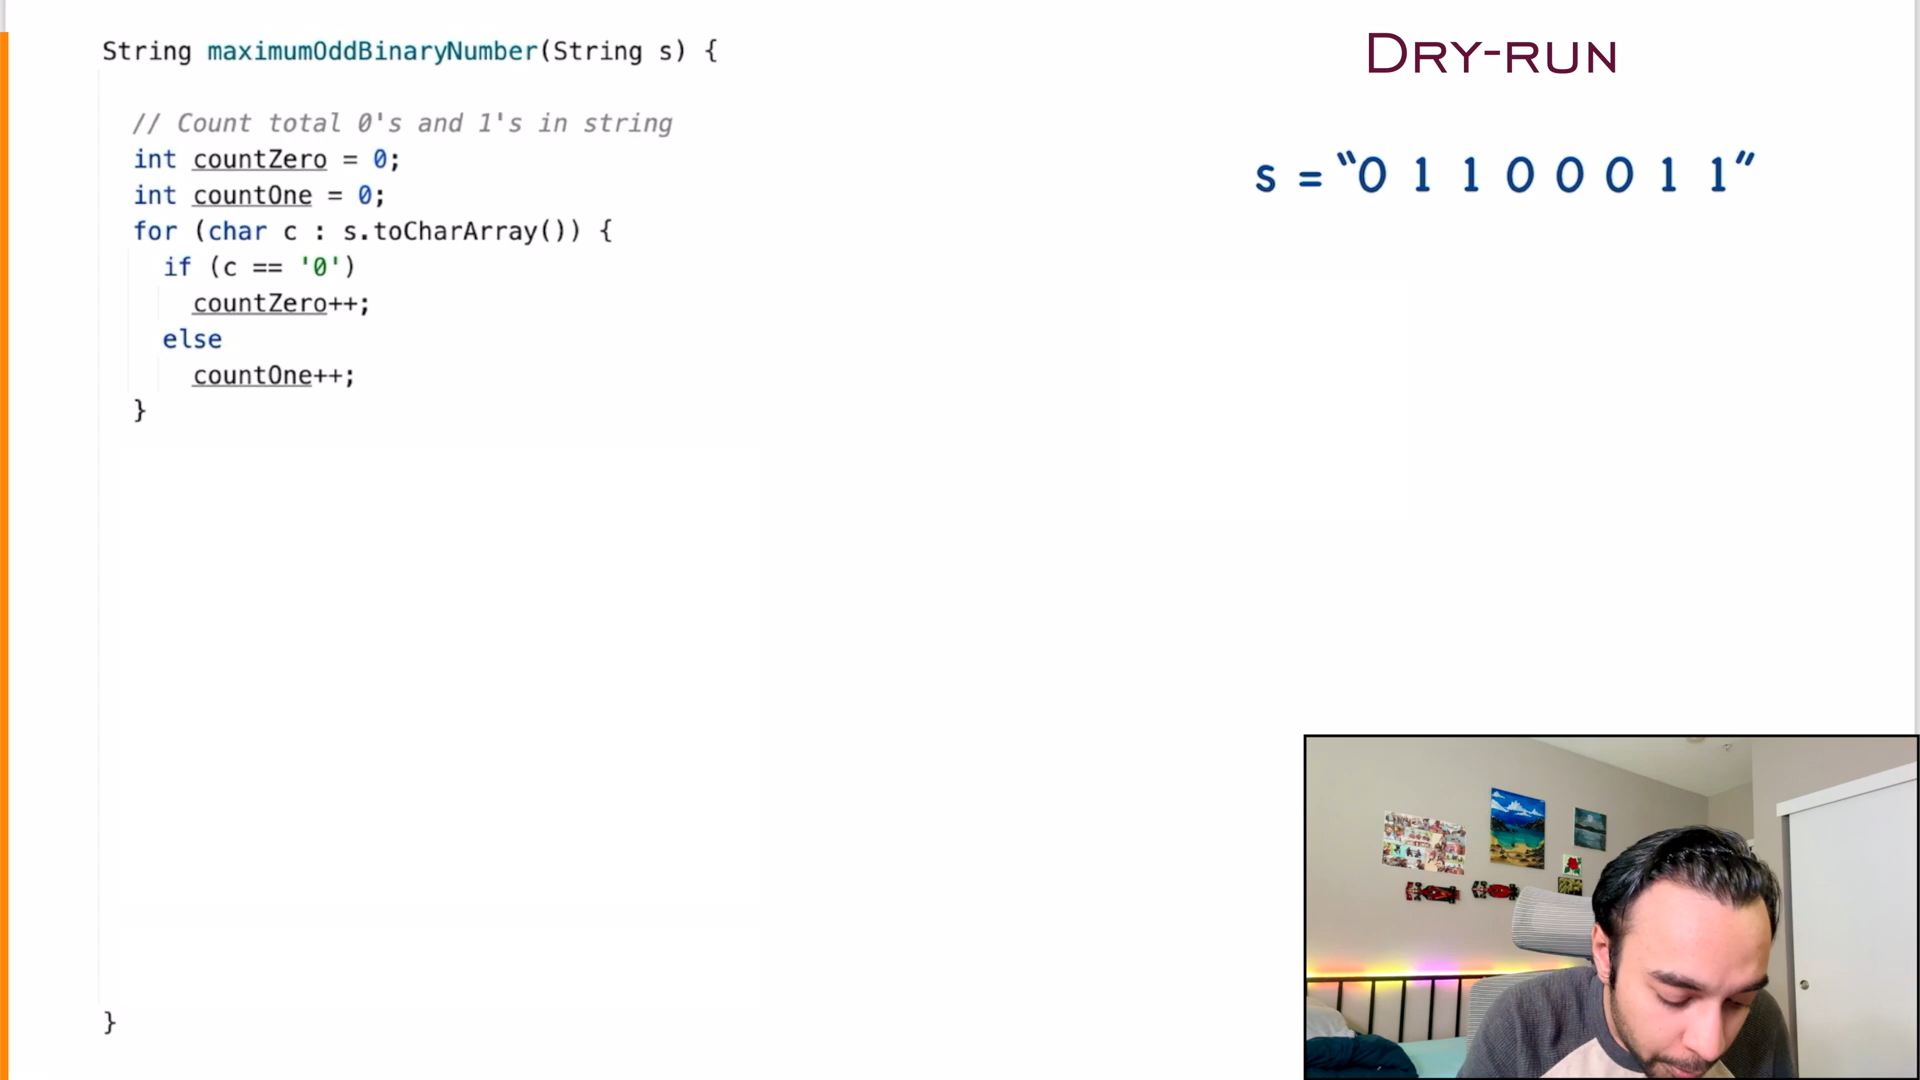 String maximumOddBinaryNumber(String s) {
// Count total 0's and 1's in string
int countZero = 0;
int countOne = 0;
for (char c : s.toCharArray()) {
if (c == '0')
countZero++;
else
countOne++;
}
}
DRY-RUN
s = “0 1 1 0 0 0 1 1”